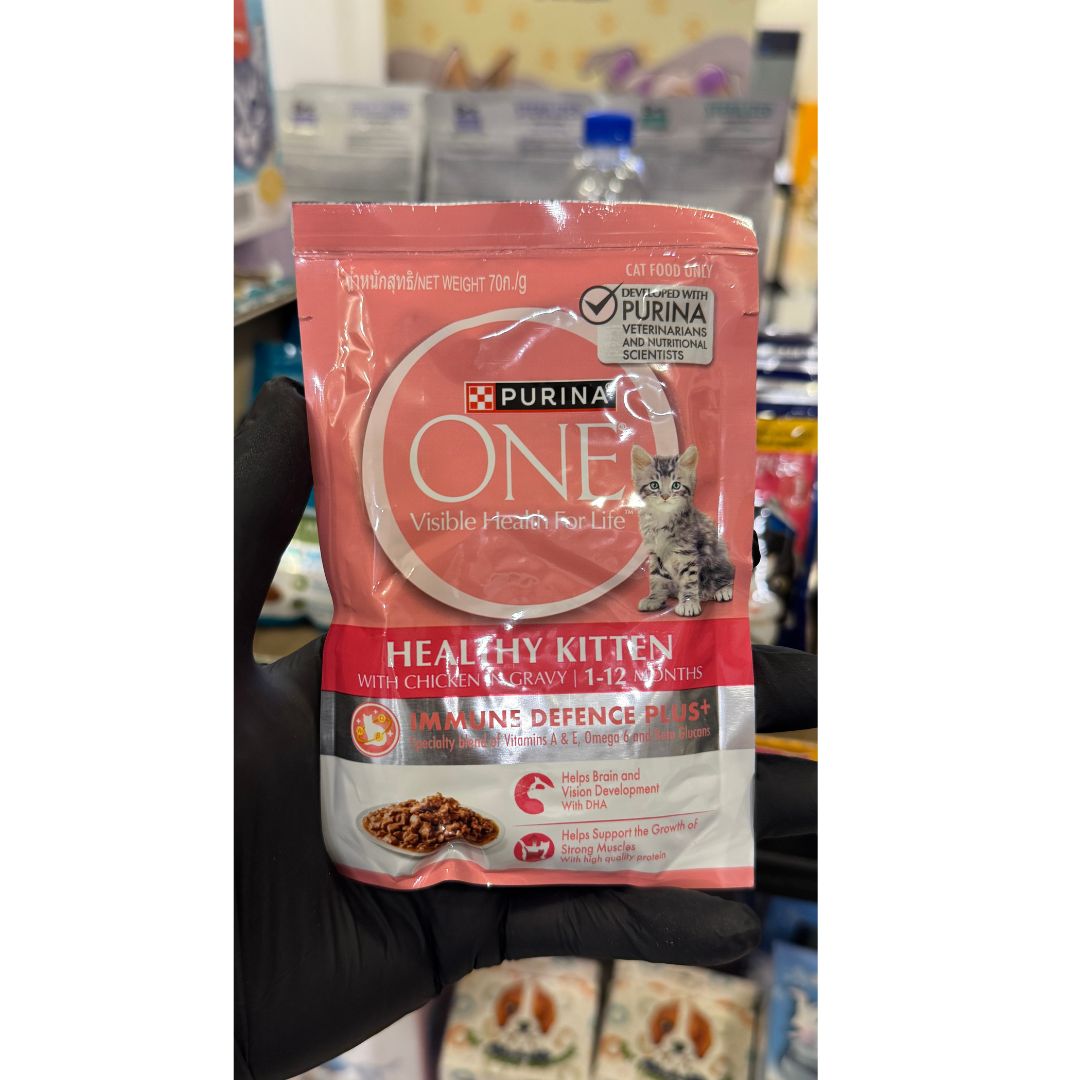 น้ำหนักสุทธิ/NET WEIGHT 70ก./g
CAT FOOD ONLY
DEVELOPED WITH
PURINA
VETERINARIANS
AND NUTRITIONAL
SCIENTISTS
PURINA
ONE®
Visible Health For Life™
HEALTHY KITTEN
WITH CHICKEN IN GRAVY | 1-12 MONTHS
IMMUNE DEFENCE PLUS+
Specialty blend of Vitamins A & E, Omega 6 and Beta Glucans
Helps Brain and
Vision Development
With DHA
Helps Support the Growth of
Strong Muscles
With high quality protein